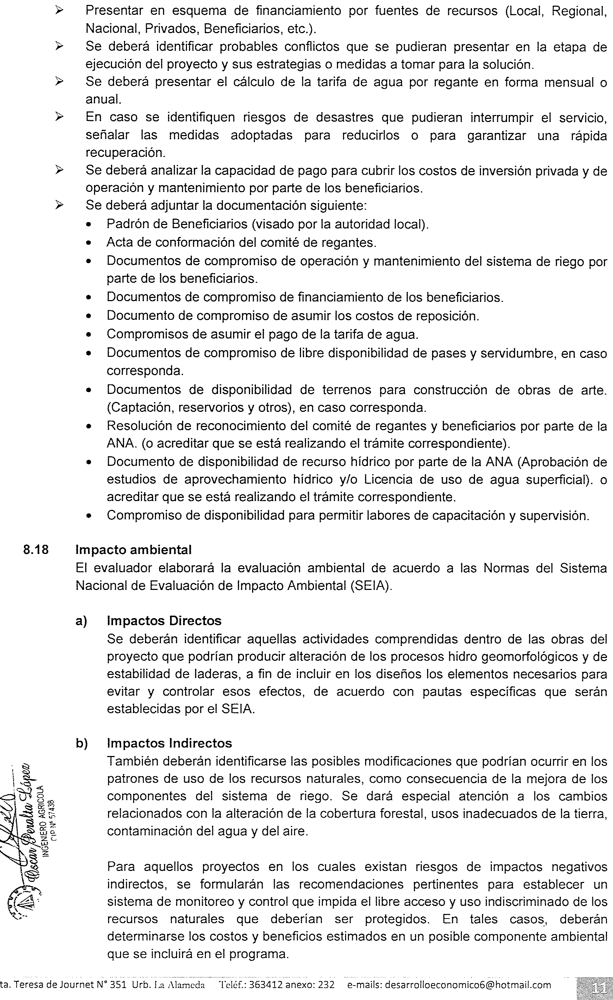 ➢ Presentar en esquema de financiamiento por fuentes de recursos (Local, Regional,
Nacional, Privados, Beneficiarios, etc.).
➢ Se deberá identificar probables conflictos que se pudieran presentar en la etapa de
ejecución del proyecto y sus estrategias o medidas a tomar para la solución.
➢ Se deberá presentar el cálculo de la tarifa de agua por regante en forma mensual o
anual.
➢ En caso se identifiquen riesgos de desastres que pudieran interrumpir el servicio,
señalar las medidas adoptadas para reducirlos o para garantizar una rápida
recuperación.
➢ Se deberá analizar la capacidad de pago para cubrir los costos de inversión privada y de
operación y mantenimiento por parte de los beneficiarios.
➢ Se deberá adjuntar la documentación siguiente:
• Padrón de Beneficiarios (visado por la autoridad local).
• Acta de conformación del comité de regantes.
• Documentos de compromiso de operación y mantenimiento del sistema de riego por
parte de los beneficiarios.
• Documentos de compromiso de financiamiento de los beneficiarios.
• Documento de compromiso de asumir los costos de reposición.
• Compromisos de asumir el pago de la tarifa de agua.
• Documentos de compromiso de libre disponibilidad de pases y servidumbre, en caso
corresponda.
• Documentos de disponibilidad de terrenos para construcción de obras de arte.
(Captación, reservorios y otros), en caso corresponda.
• Resolución de reconocimiento del comité de regantes y beneficiarios por parte de la
ANA. (o acreditar que se está realizando el trámite correspondiente).
• Documento de disponibilidad de recurso hídrico por parte de la ANA (Aprobación de
estudios de aprovechamiento hídrico y/o Licencia de uso de agua superficial). o
acreditar que se está realizando el trámite correspondiente.
• Compromiso de disponibilidad para permitir labores de capacitación y supervisión.
8.18 Impacto ambiental
El evaluador elaborará la evaluación ambiental de acuerdo a las Normas del Sistema
Nacional de Evaluación de Impacto Ambiental (SEIA).
a) Impactos Directos
Se deberán identificar aquellas actividades comprendidas dentro de las obras del
proyecto que podrían producir alteración de los procesos hidro geomorfológicos y de
estabilidad de laderas, a fin de incluir en los diseños los elementos necesarios para
evitar y controlar esos efectos, de acuerdo con pautas específicas que serán
establecidas por el SEIA.
b) Impactos Indirectos
También deberán identificarse las posibles modificaciones que podrían ocurrir en los
patrones de uso de los recursos naturales, como consecuencia de la mejora de los
componentes del sistema de riego. Se dará especial atención a los cambios
relacionados con la alteración de la cobertura forestal, usos inadecuados de la tierra,
contaminación del agua y del aire.
Para aquellos proyectos en los cuales existan riesgos de impactos negativos
indirectos, se formularán las recomendaciones pertinentes para establecer un
sistema de monitoreo y control que impida el libre acceso y uso indiscriminado de los
recursos naturales que deberían ser protegidos. En tales casos, deberán
determinarse los costos y beneficios estimados en un posible componente ambiental
que se incluirá en el programa.
Oscar Peralta López
INGENIERO AGRICOLA
CIP N° 57438
ta. Teresa de Journet N° 351 Urb. La Alameda Teléf.: 363412 anexo: 232 e-mails: desarrolloeconomico6@hotmail.com
11